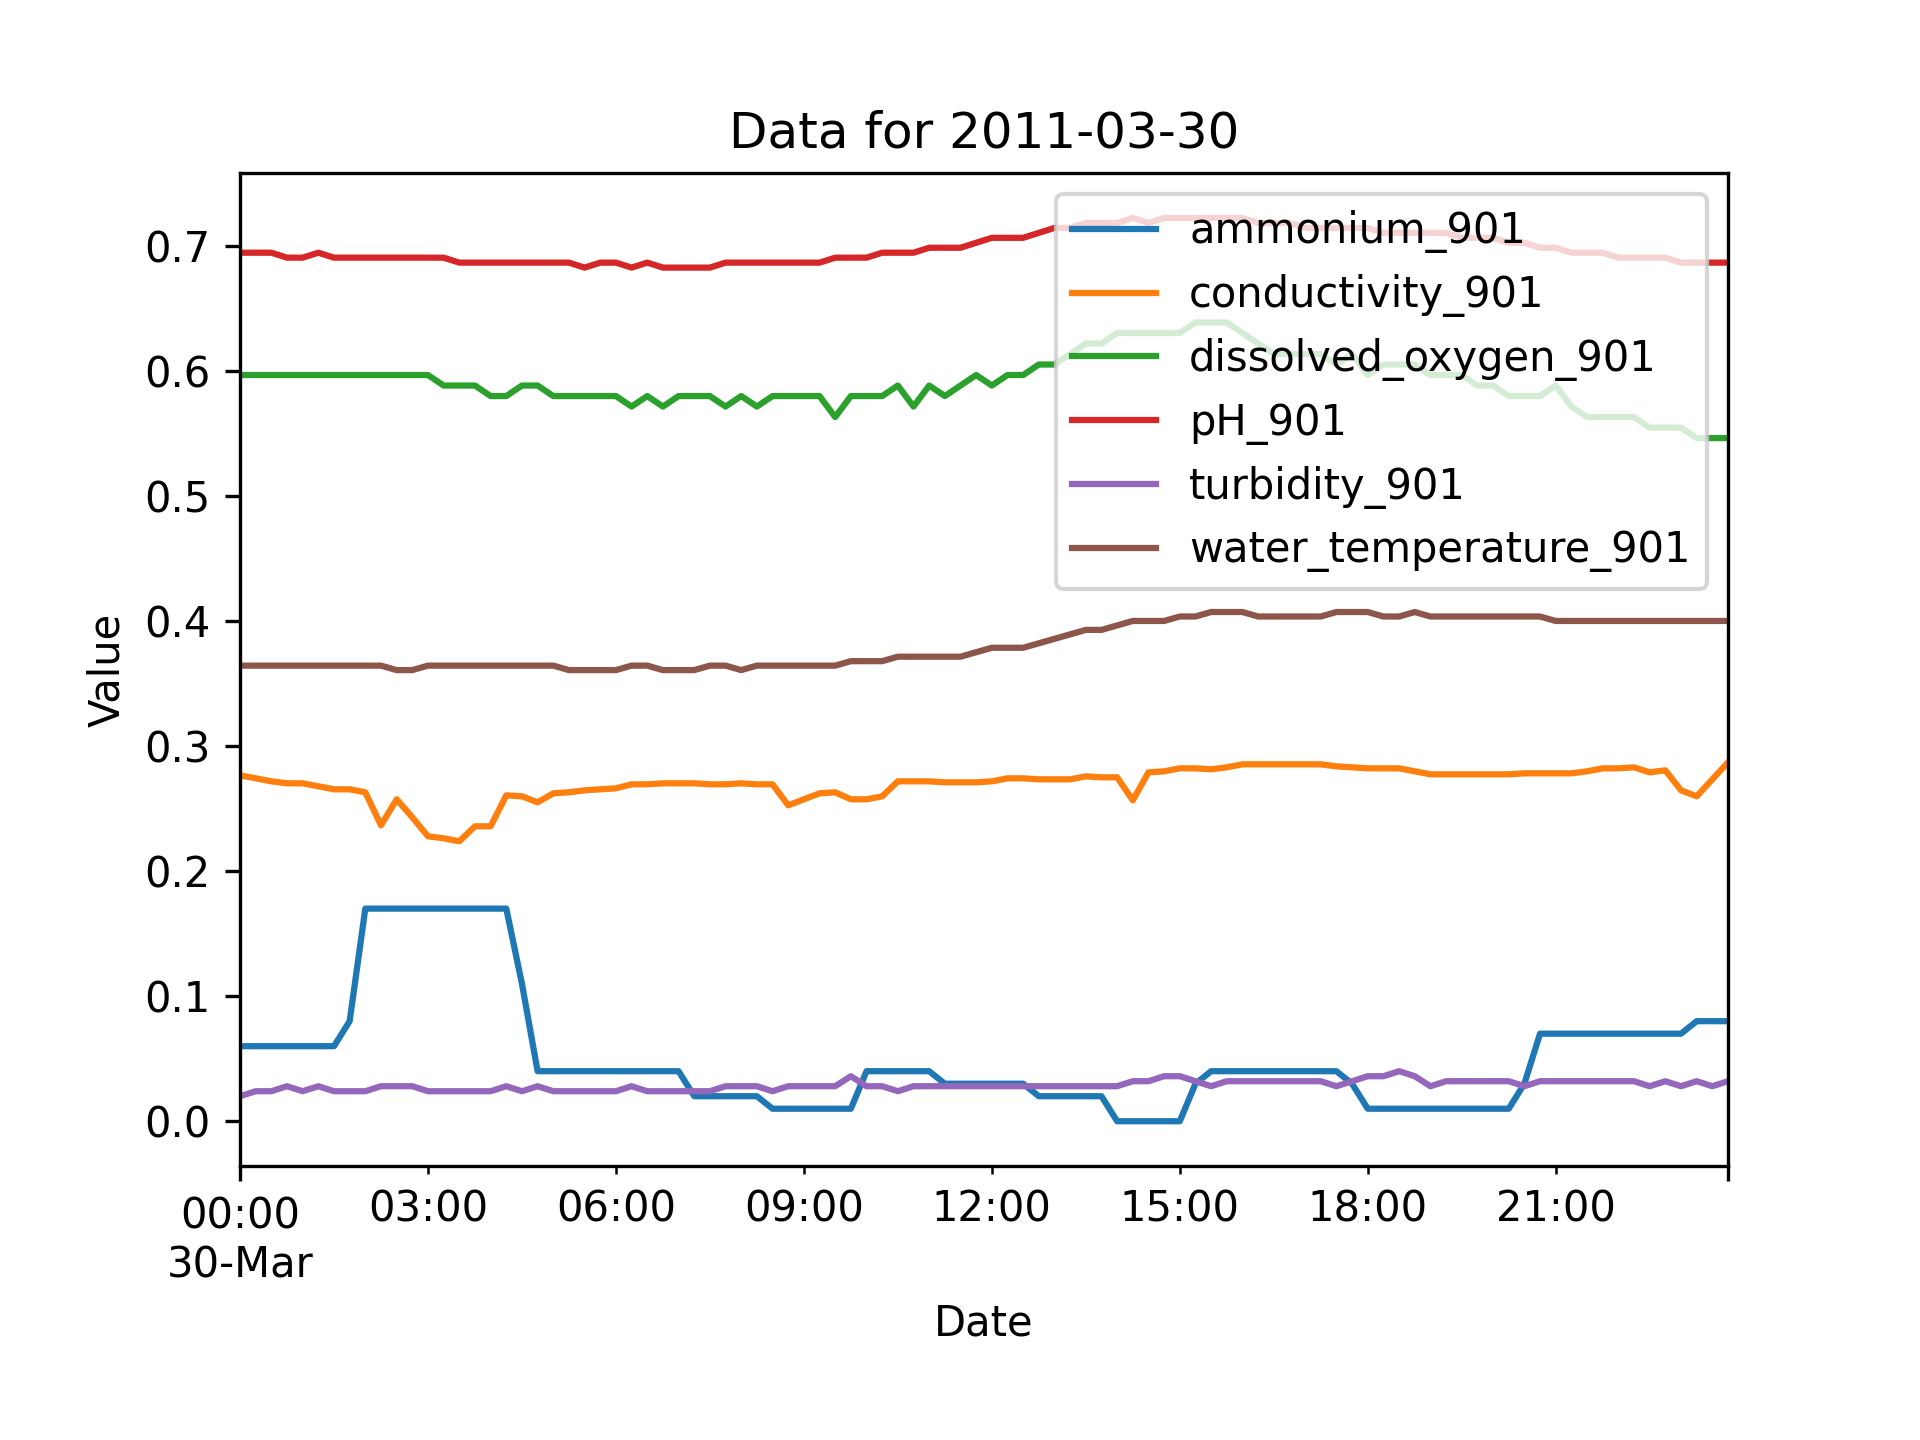 Data for 2011-03-30
ammonium_901
conductivity_901
dissolved_oxygen_901
pH_901
turbidity_901
water_temperature_901
Value
0.7
0.6
0.5
0.4
0.3
0.2
0.1
0.0
00:00 03:00 06:00 09:00 12:00 15:00 18:00 21:00
30-Mar
Date